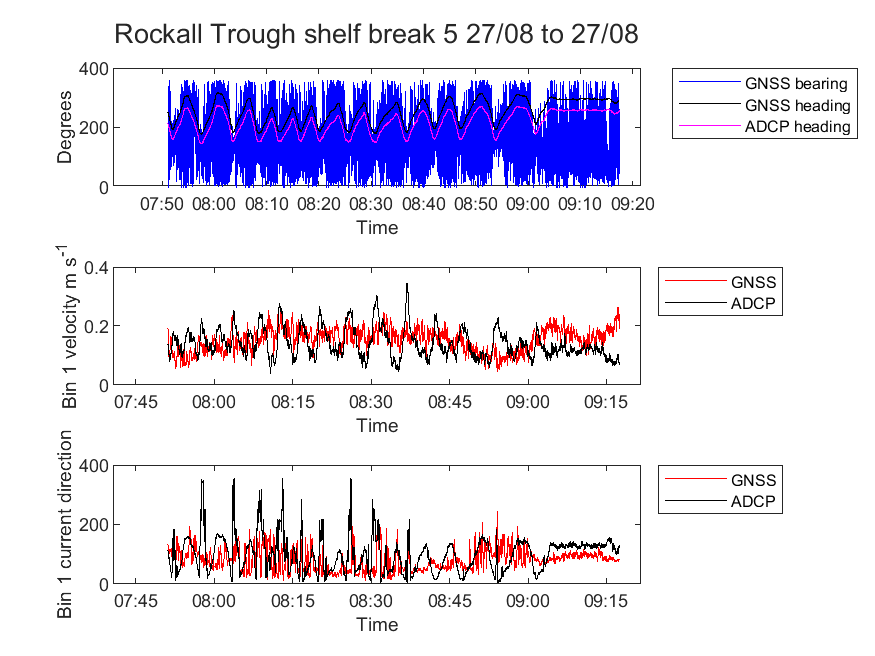 Rockall Trough shelf break 5 27/08 to 27/08
400
200
0
Degrees
07:50 08:00 08:10 08:20 08:30 08:40 08:50 09:00 09:10 09:20
Time
GNSS bearing
GNSS heading
ADCP heading
0.4
0.2
0
Bin 1 velocity m s-1
07:45 08:00 08:15 08:30 08:45 09:00 09:15
Time
GNSS
ADCP
400
200
0
Bin 1 current direction
07:45 08:00 08:15 08:30 08:45 09:00 09:15
Time
GNSS
ADCP